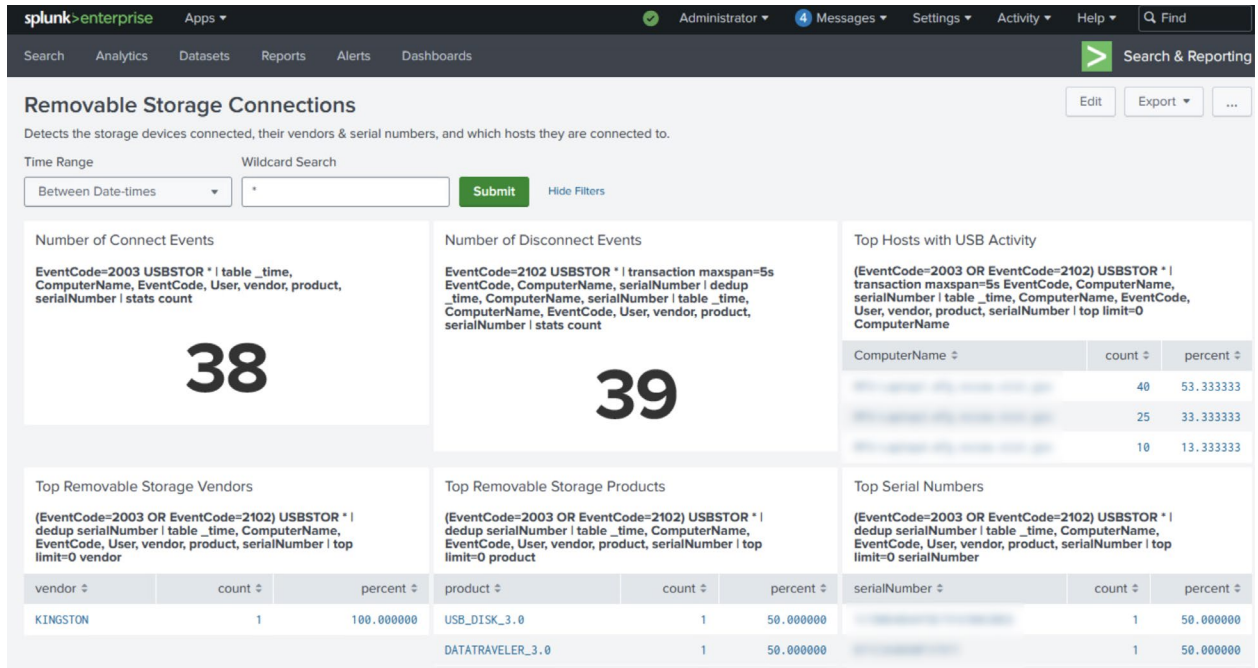 splunk>enterprise Apps Administrator 4 Messages Settings Activity Help Find
Search Analytics Datasets Reports Alerts Dashboards > Search & Reporting
Removable Storage Connections
Edit Export ...
Detects the storage devices connected, their vendors & serial numbers, and which hosts they are connected to.
Time Range Wildcard Search
Between Date-times * Submit Hide Filters
Number of Connect Events
EventCode=2003 USBSTOR * | table _time,
ComputerName, EventCode, User, vendor, product,
serialNumber | stats count
38
Number of Disconnect Events
EventCode=2102 USBSTOR * | transaction maxspan=5s
EventCode, ComputerName, serialNumber | dedup
_time, ComputerName, serialNumber | table _time,
ComputerName, EventCode, User, vendor, product,
serialNumber | stats count
39
Top Hosts with USB Activity
(EventCode=2003 OR EventCode=2102) USBSTOR * |
transaction maxspan=5s EventCode, ComputerName,
serialNumber | table _time, ComputerName, EventCode,
User, vendor, product, serialNumber | top limit=0
ComputerName
ComputerName count percent
40 53.333333
25 33.333333
10 13.333333
Top Removable Storage Vendors
(EventCode=2003 OR EventCode=2102) USBSTOR * |
dedup serialNumber | table _time, ComputerName,
EventCode, User, vendor, product, serialNumber | top
limit=0 vendor
vendor count percent
KINGSTON 1 100.000000
Top Removable Storage Products
(EventCode=2003 OR EventCode=2102) USBSTOR * |
dedup serialNumber | table _time, ComputerName,
EventCode, User, vendor, product, serialNumber | top
limit=0 product
product count percent
USB_DISK_3.0 1 50.000000
DATATRAVELER_3.0 1 50.000000
Top Serial Numbers
(EventCode=2003 OR EventCode=2102) USBSTOR * |
dedup serialNumber | table _time, ComputerName,
EventCode, User, vendor, product, serialNumber | top
limit=0 serialNumber
serialNumber count percent
1 50.000000
1 50.000000